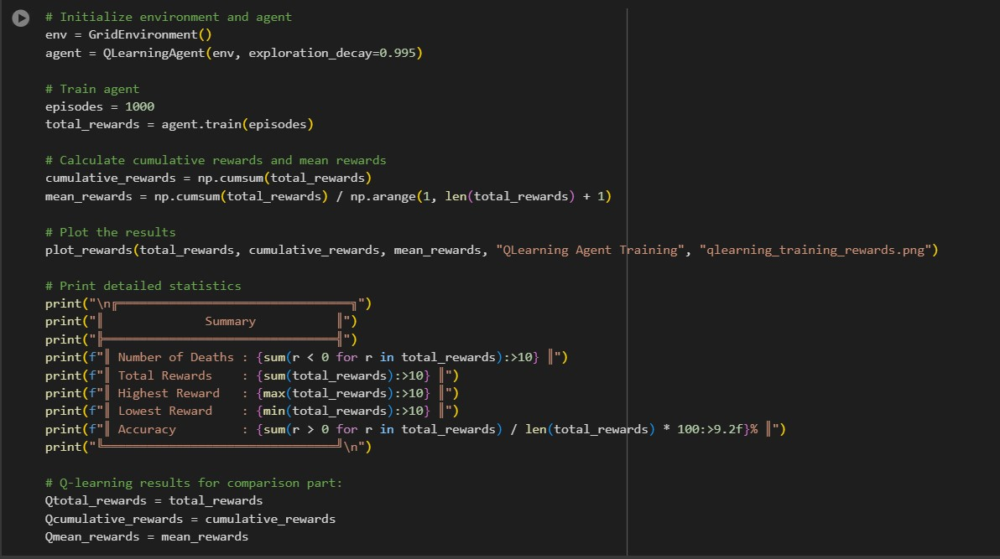 # Initialize environment and agent
env = GridEnvironment()
agent = QLearningAgent(env, exploration_decay=0.995)
# Train agent
episodes = 1000
total_rewards = agent.train(episodes)
# Calculate cumulative rewards and mean rewards
cumulative_rewards = np.cumsum(total_rewards)
mean_rewards = np.cumsum(total_rewards) / np.arange(1, len(total_rewards) + 1)
# Plot the results
plot_rewards(total_rewards, cumulative_rewards, mean_rewards, "QLearning Agent Training", "qlearning_training_rewards.png")
# Print detailed statistics
print("\n╔═════════════════════════════════╗")
print("║              Summary           ║")
print("╠════════════════════════════════╣")
print(f"║ Number of Deaths : {sum(r < 0 for r in total_rewards):>10} ║")
print(f"║ Total Rewards    : {sum(total_rewards):>10} ║")
print(f"║ Highest Reward   : {max(total_rewards):>10} ║")
print(f"║ Lowest Reward    : {min(total_rewards):>10} ║")
print(f"║ Accuracy         : {sum(r > 0 for r in total_rewards) / len(total_rewards) * 100:>9.2f}% ║")
print("╚════════════════════════════════╝\n")
# Q-learning results for comparison part:
Qtotal_rewards = total_rewards
Qcumulative_rewards = cumulative_rewards
Qmean_rewards = mean_rewards